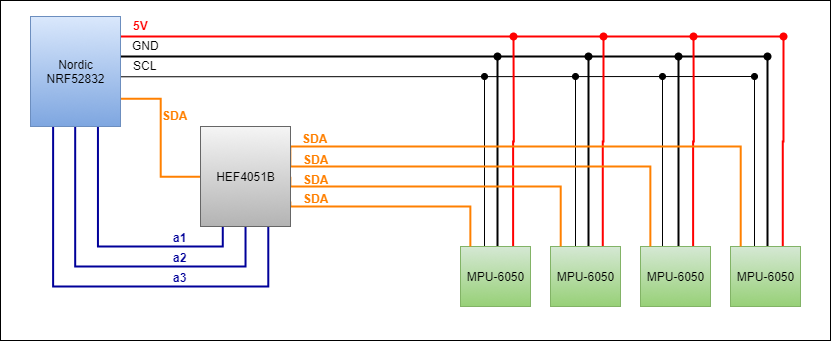 5V
GND
SCL
Nordic
NRF52832
SDA
HEF4051B
SDA
SDA
SDA
SDA
a1
a2
a3
MPU-6050
MPU-6050
MPU-6050
MPU-6050